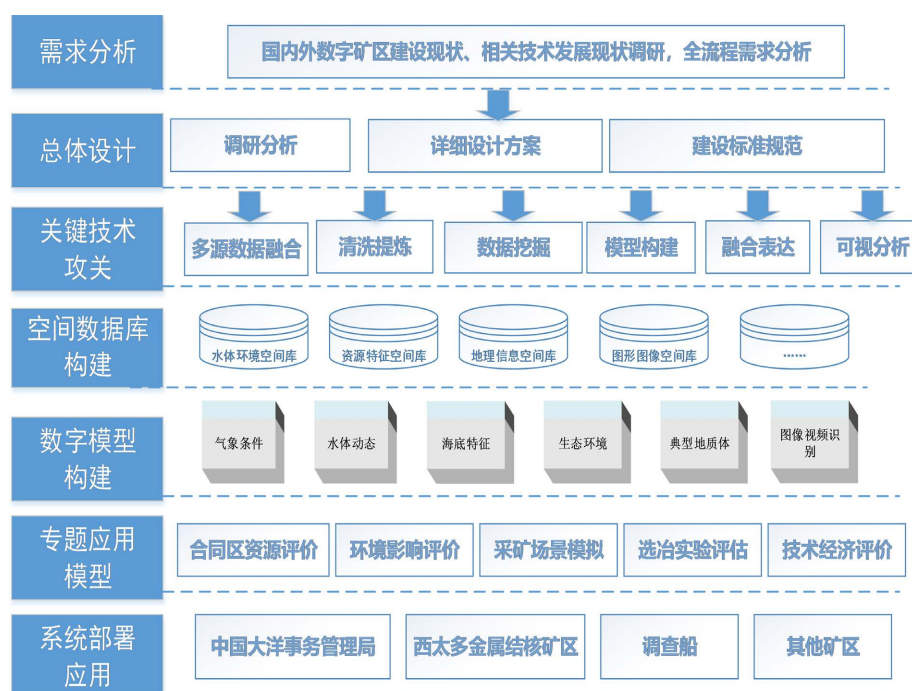 需求分析
国内外数字矿区建设现状、相关技术发展现状调研，全流程需求分析
总体设计
调研分析
详细设计方案
建设标准规范
关键技术
攻关
多源数据融合
清洗提炼
数据挖掘
模型构建
融合表达
可视分析
空间数据库
构建
水体环境空间库
资源特征空间库
地理信息空间库
图形图像空间库
……
数字模型
构建
气象条件
水体动态
海底特征
生态环境
典型地质体
图像视频识
别
专题应用
模型
合同区资源评价
环境影响评价
采矿场景模拟
选冶实验评估
技术经济评价
系统部署
应用
中国大洋事务管理局
西太多金属结核矿区
调查船
其他矿区